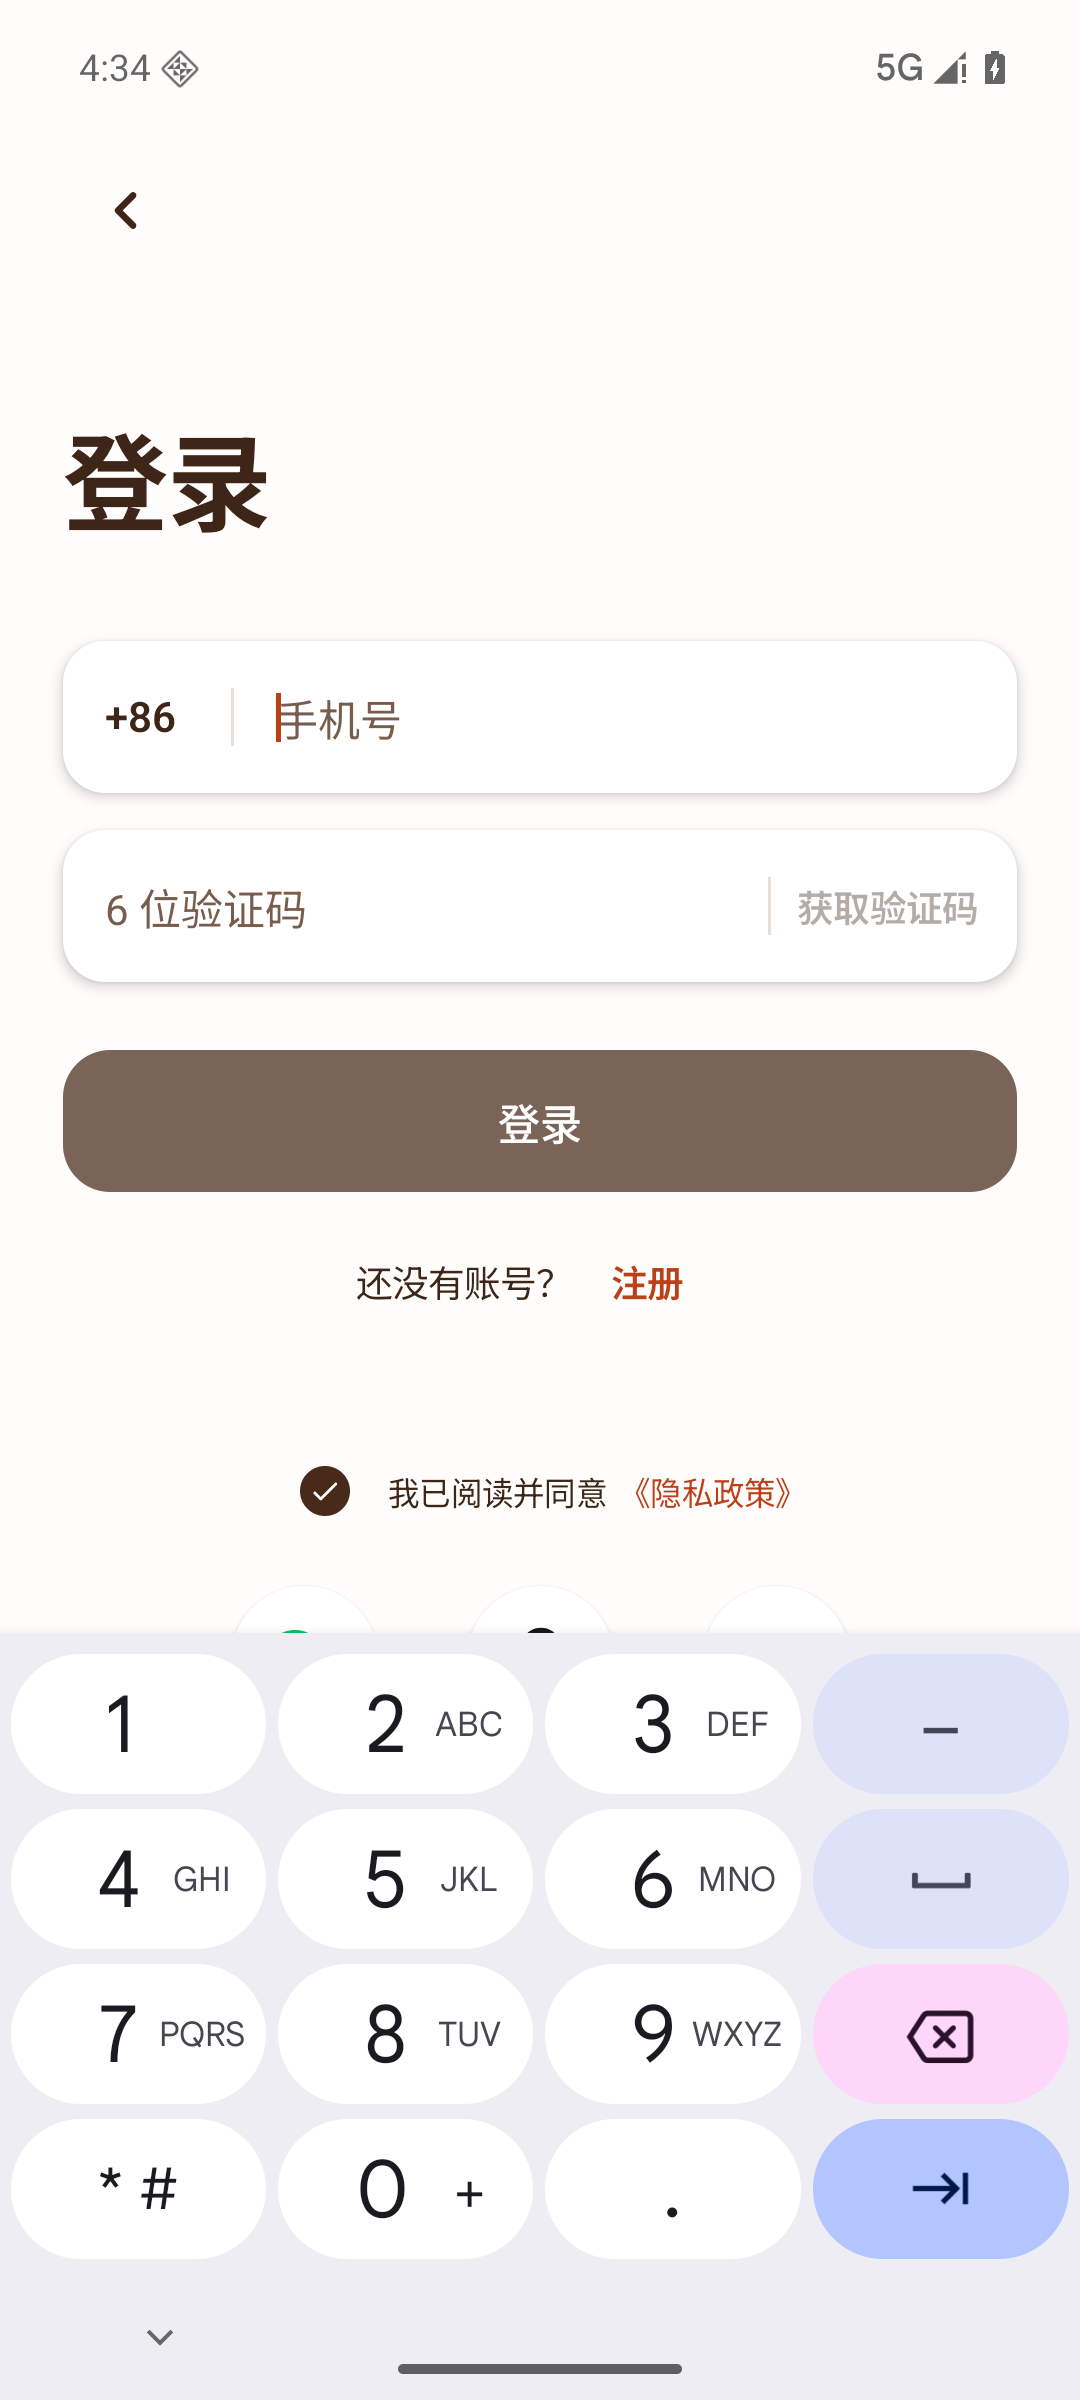 4:34
5G
登录
+86
手机号
6 位验证码
获取验证码
登录
还没有账号？ 注册
我已阅读并同意 《隐私政策》
1
2 ABC
3 DEF
–
4 GHI
5 JKL
6 MNO
7 PQRS
8 TUV
9 WXYZ
* #
0 +
.